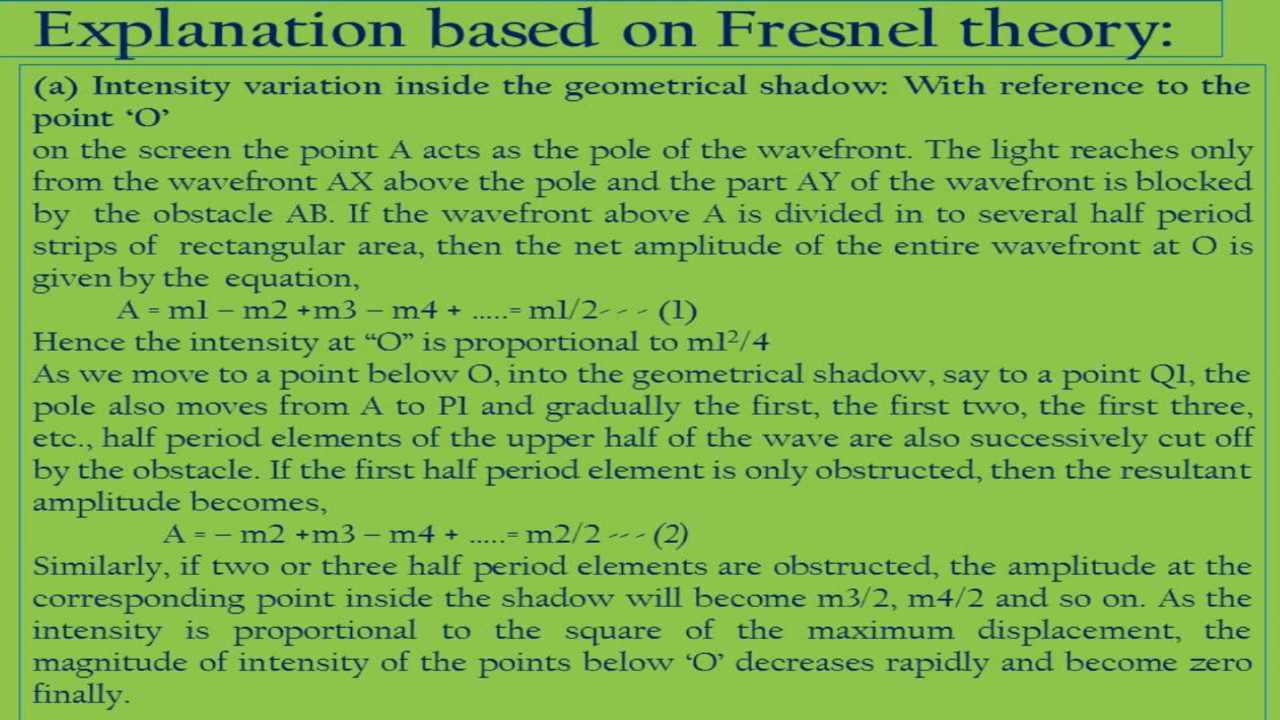 Explanation based on Fresnel theory:
(a) Intensity variation inside the geometrical shadow: With reference to the
point ‘O’
on the screen the point A acts as the pole of the wavefront. The light reaches only
from the wavefront AX above the pole and the part AY of the wavefront is blocked
by the obstacle AB. If the wavefront above A is divided in to several half period
strips of rectangular area, then the net amplitude of the entire wavefront at O is
given by the equation,
A = m1 – m2 +m3 – m4 + .....= m1/2- - - (1)
Hence the intensity at “O” is proportional to m1²/4
As we move to a point below O, into the geometrical shadow, say to a point Q1, the
pole also moves from A to P1 and gradually the first, the first two, the first three,
etc., half period elements of the upper half of the wave are also successively cut off
by the obstacle. If the first half period element is only obstructed, then the resultant
amplitude becomes,
A = – m2 +m3 – m4 + .....= m2/2 --- (2)
Similarly, if two or three half period elements are obstructed, the amplitude at the
corresponding point inside the shadow will become m3/2, m4/2 and so on. As the
intensity is proportional to the square of the maximum displacement, the
magnitude of intensity of the points below ‘O’ decreases rapidly and become zero
finally.